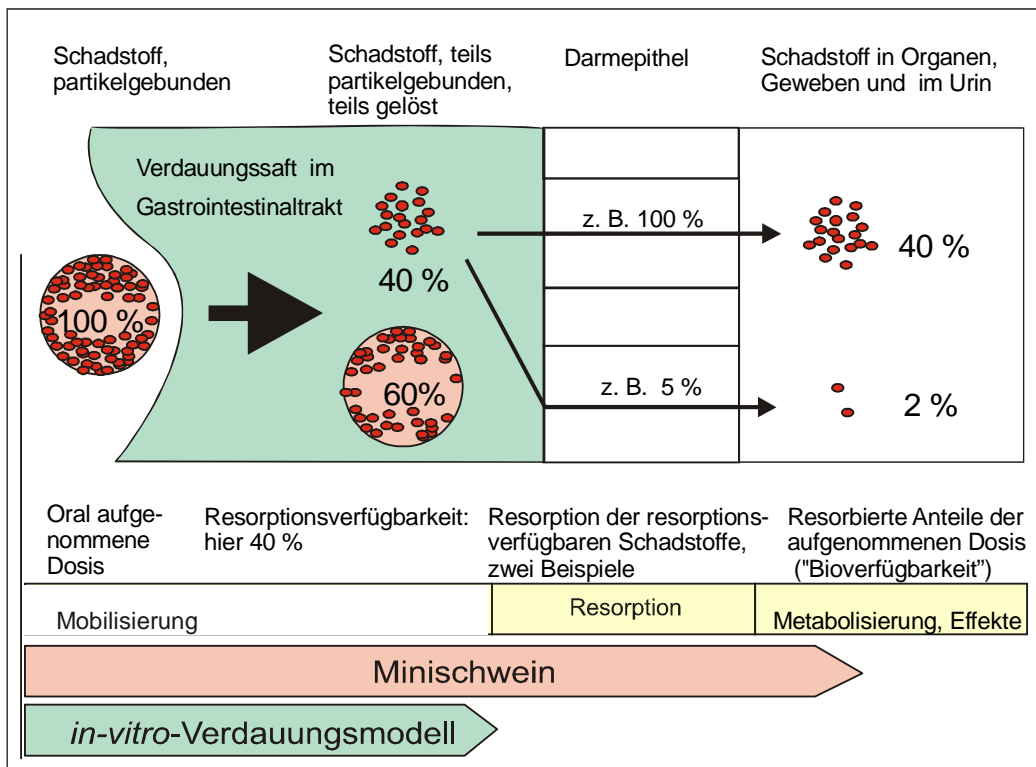 Schadstoff,
partikelgebunden
Schadstoff, teils
partikelgebunden,
teils gelöst
Darmepithel
Schadstoff in Organen,
Geweben und im Urin
Verdauungssaft im
Gastrointestinaltrakt
z. B. 100 %
40 %
40 %
100 %
60%
z. B. 5 %
2 %
Oral aufge-
nommene
Dosis
Resorptionsverfügbarkeit:
hier 40 %
Resorption der resorptions-
verfügbaren Schadstoffe,
zwei Beispiele
Resorbierte Anteile der
aufgenommenen Dosis
("Bioverfügbarkeit”)
Mobilisierung
Resorption
Metabolisierung, Effekte
Minischwein
in-vitro-Verdauungsmodell